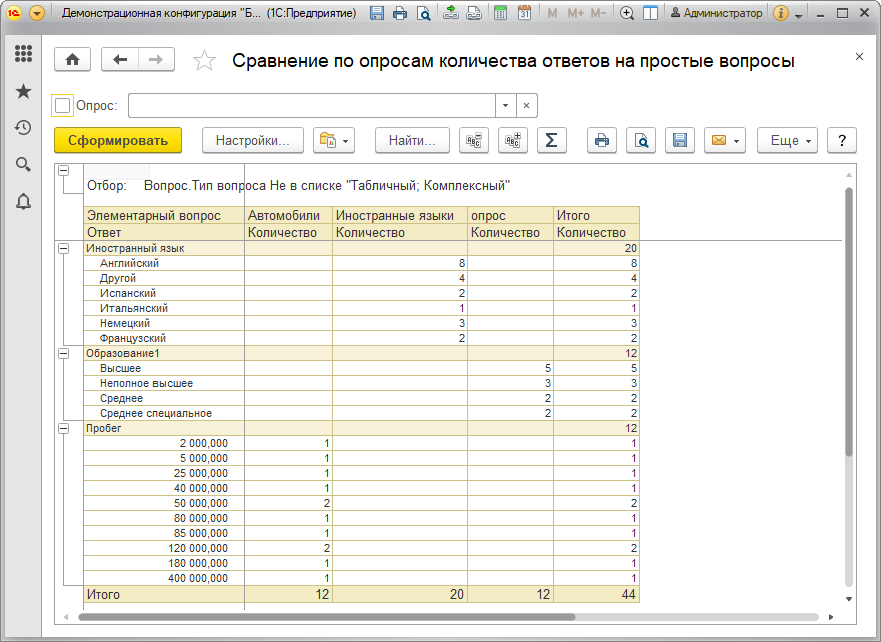 Демонстрационная конфигурация "Б... (1С:Предприятие) M M+ M- Администратор
Сравнение по опросам количества ответов на простые вопросы
Опрос:
Сформировать Настройки... Найти... Σ Еще ?
Отбор: Вопрос.Тип вопроса Не в списке "Табличный; Комплексный"
Элементарный вопрос Автомобили Иностранные языки опрос Итого
Ответ Количество Количество Количество Количество
Иностранный язык 20
Английский 8 8
Другой 4 4
Испанский 2 2
Итальянский 1 1
Немецкий 3 3
Французский 2 2
Образование1 12
Высшее 5 5
Неполное высшее 3 3
Среднее 2 2
Среднее специальное 2 2
Пробег 12
2 000,000 1 1
5 000,000 1 1
25 000,000 1 1
40 000,000 1 1
50 000,000 2 2
80 000,000 1 1
85 000,000 1 1
120 000,000 2 2
180 000,000 1 1
400 000,000 1 1
Итого 12 20 12 44